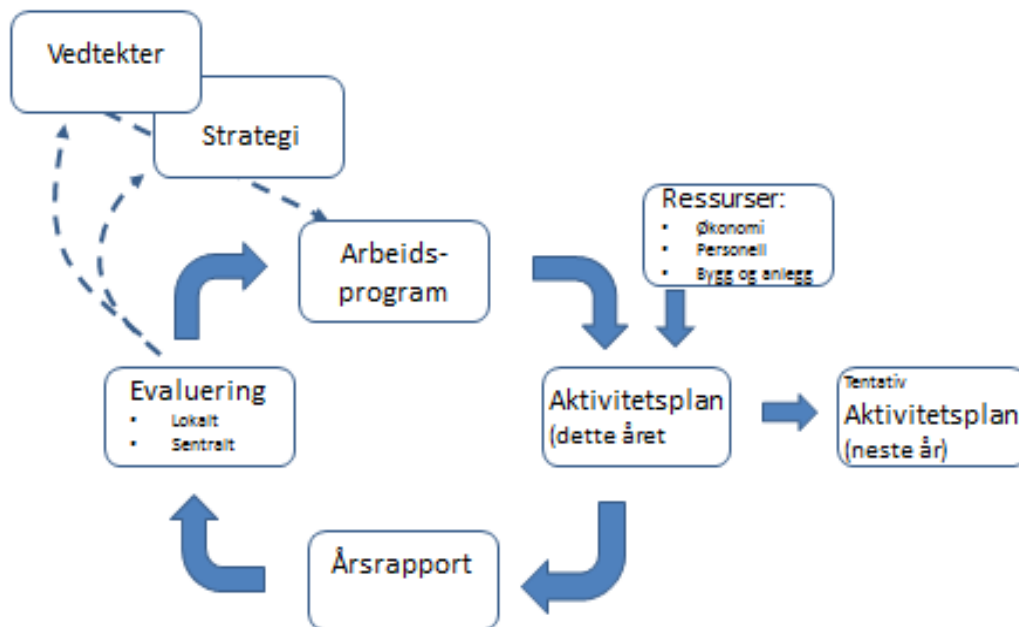 Vedtekter
Strategi
Arbeids-
program
Ressurser:
• Økonomi
• Personell
• Bygg og anlegg
Evaluering
• Lokalt
• Sentralt
Aktivitetsplan
(dette året
Tentativ
Aktivitetsplan
(neste år)
Årsrapport